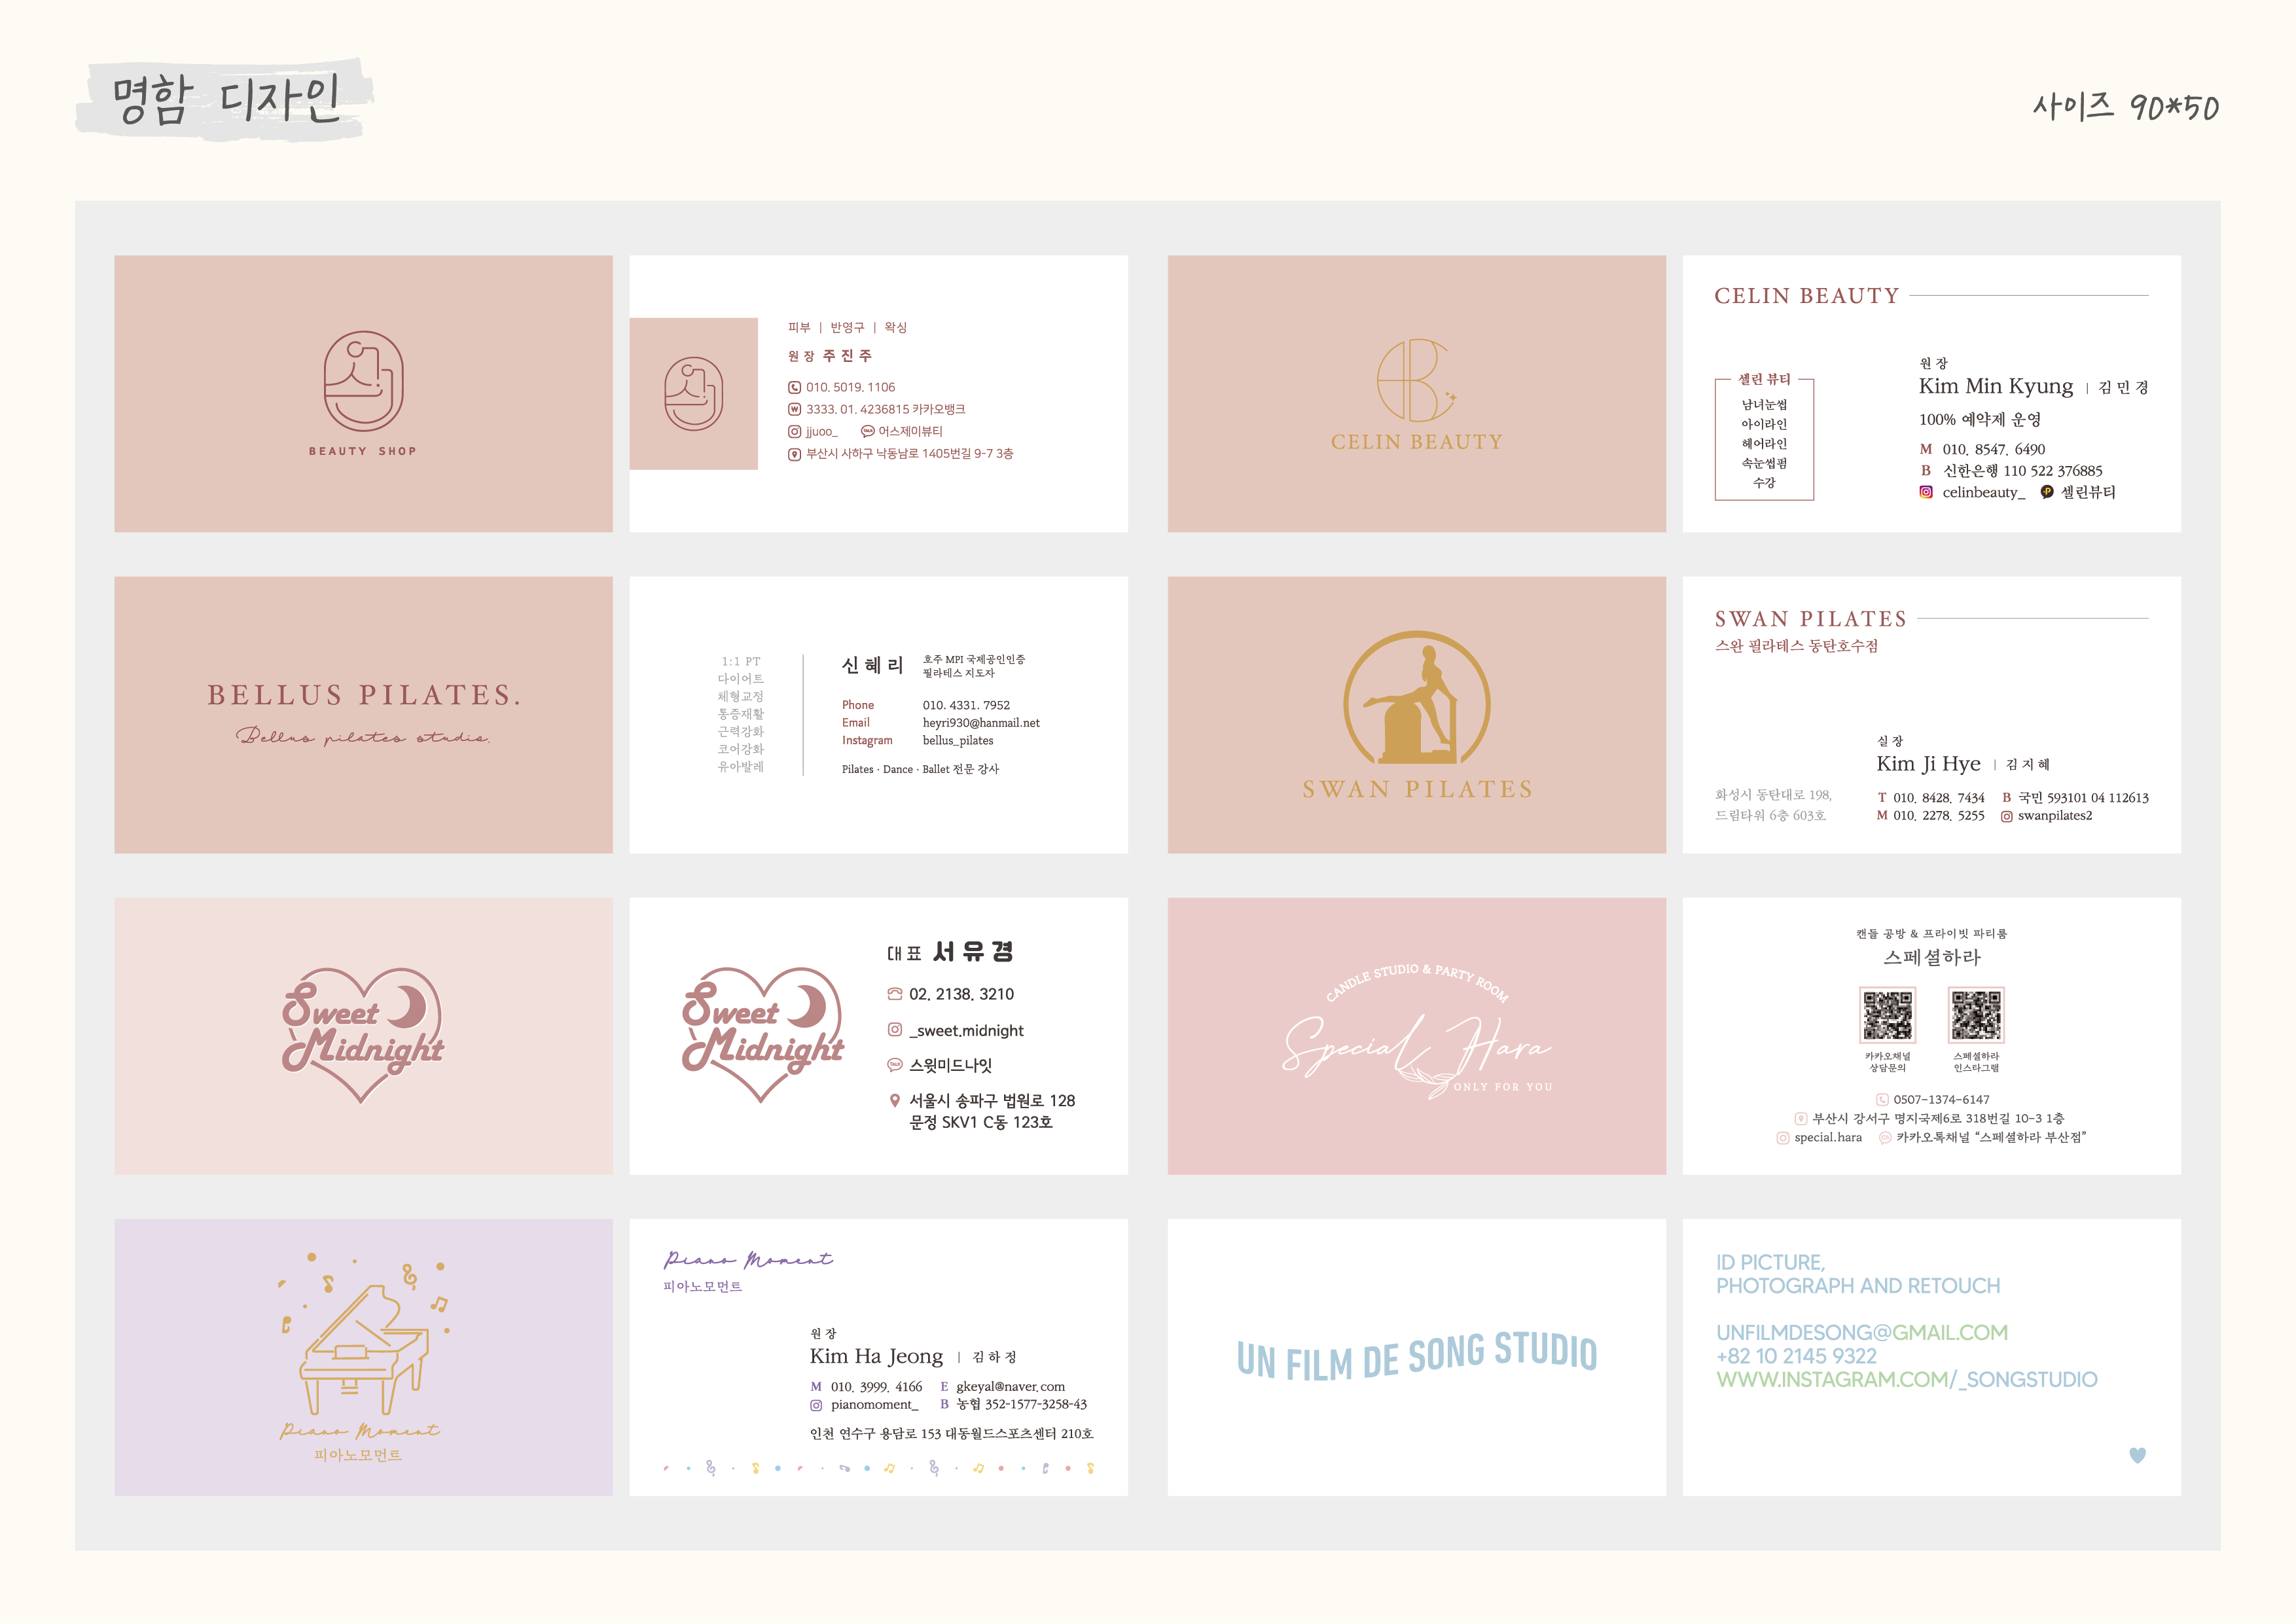 명함 디자인
사이즈 90*50
BEAUTY SHOP
피부 | 반영구 | 왁싱
원장 주진주
010. 5019. 1106
3333. 01. 4236815 카카오뱅크
jjuoo_ TALK 어스제이뷰티
부산시 사하구 낙동남로 1405번길 9-7 3층
CELIN BEAUTY
CELIN BEAUTY
셀린 뷰티
남녀눈썹
아이라인
헤어라인
속눈썹펌
수강
원장
Kim Min Kyung | 김민경
100% 예약제 운영
M 010. 8547. 6490
B 신한은행 110 522 376885
celinbeauty_ 셀린뷰티
BELLUS PILATES.
Bellus pilates studio.
1:1 PT
다이어트
체형교정
통증재활
근력강화
코어강화
유아발레
신혜리
호주 MPI 국제공인인증
필라테스 지도자
Phone 010. 4331. 7952
Email heyri930@hanmail.net
Instagram bellus_pilates
Pilates · Dance · Ballet 전문 강사
SWAN PILATES
SWAN PILATES
스완 필라테스 동탄호수점
실장
Kim Ji Hye | 김지혜
화성시 동탄대로 198,
드림타워 6층 603호
T 010. 8428. 7434 B 국민 593101 04 112613
M 010. 2278. 5255 swanpilates2
Sweet
Midnight
Sweet
Midnight
대표 서유경
02. 2138. 3210
_sweet.midnight
TALK 스윗미드나잇
서울시 송파구 법원로 128
문정 SKV1 C동 123호
CANDLE STUDIO & PARTY ROOM
Special Hara
ONLY FOR YOU
캔들 공방 & 프라이빗 파티룸
스페셜하라
카카오채널
상담문의
스페셜하라
인스타그램
0507-1374-6147
부산시 강서구 명지국제6로 318번길 10-3 1층
special.hara 카카오톡채널 “스페셜하라 부산점”
Piano Moment
피아노모먼트
Piano Moment
피아노모먼트
원장
Kim Ha Jeong | 김하정
M 010. 3999. 4166 E gkeyal@naver.com
pianomoment_ B 농협 352-1577-3258-43
인천 연수구 용담로 153 대동월드스포츠센터 210호
UN FILM DE SONG STUDIO
ID PICTURE,
PHOTOGRAPH AND RETOUCH
UNFILMDESONG@GMAIL.COM
+82 10 2145 9322
WWW.INSTAGRAM.COM/_SONGSTUDIO